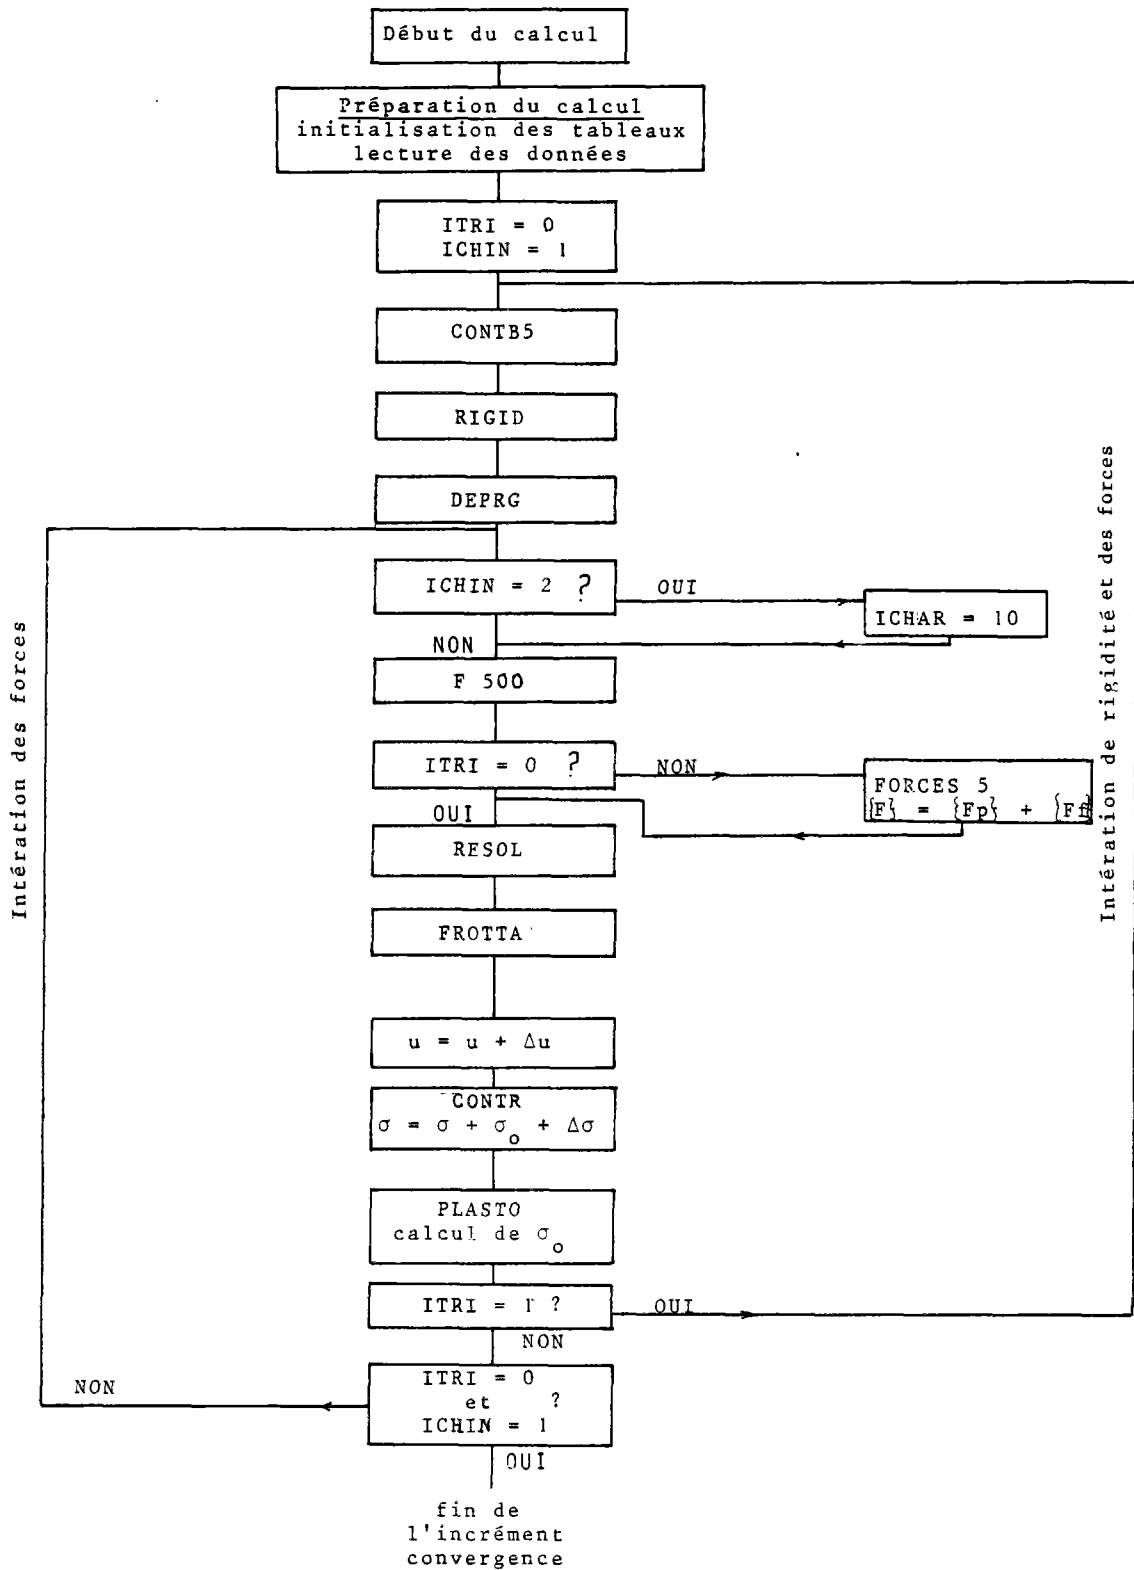 Début du calcul
Préparation du calcul
initialisation des tableaux
lecture des données
ITRI = 0
ICHIN = 1
CONTB5
RIGID
DEPRG
ICHIN = 2 ?
OUI
ICHAR = 10
NON
F 500
ITRI = 0 ?
NON
FORCES 5
{F} = {Fp} + {Ff}
OUI
RESOL
FROTTA
u = u + Δu
CONTR
σ = σ + σo + Δσ
PLASTO
calcul de σo
ITRI = 1 ?
OUI
NON
ITRI = 0
et ?
ICHIN = 1
NON
OUI
fin de
l'incrément
convergence
Intération des forces
Intération de rigidité et des forces